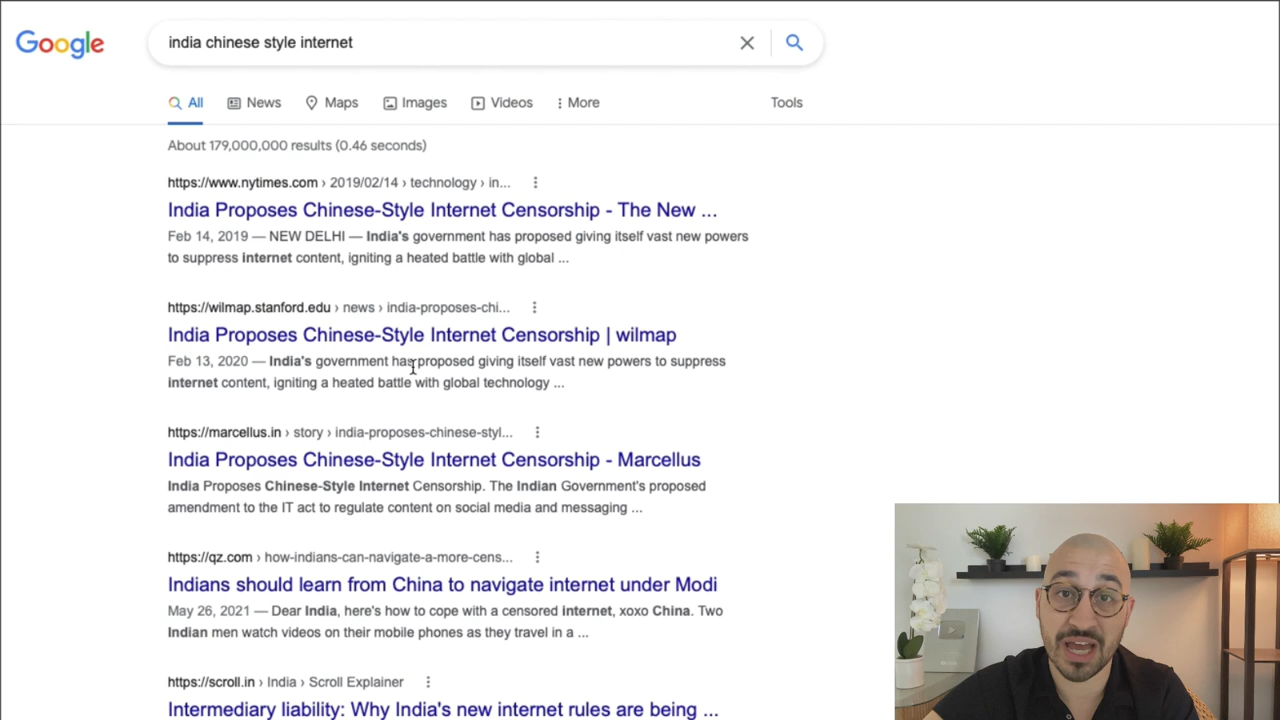 Google
india chinese style internet
All News Maps Images Videos More Tools
About 179,000,000 results (0.46 seconds)
https://www.nytimes.com › 2019/02/14 › technology › in...
India Proposes Chinese-Style Internet Censorship - The New ...
Feb 14, 2019 — NEW DELHI — India's government has proposed giving itself vast new powers
to suppress internet content, igniting a heated battle with global ...
https://wilmap.stanford.edu › news › india-proposes-chi...
India Proposes Chinese-Style Internet Censorship | wilmap
Feb 13, 2020 — India's government has proposed giving itself vast new powers to suppress
internet content, igniting a heated battle with global technology ...
https://marcellus.in › story › india-proposes-chinese-styl...
India Proposes Chinese-Style Internet Censorship - Marcellus
India Proposes Chinese-Style Internet Censorship. The Indian Government's proposed
amendment to the IT act to regulate content on social media and messaging ...
https://qz.com › how-indians-can-navigate-a-more-cens...
Indians should learn from China to navigate internet under Modi
May 26, 2021 — Dear India, here's how to cope with a censored internet, xoxo China. Two
Indian men watch videos on their mobile phones as they travel in a ...
https://scroll.in › India › Scroll Explainer
Intermediary liability: Why India's new internet rules are being ...